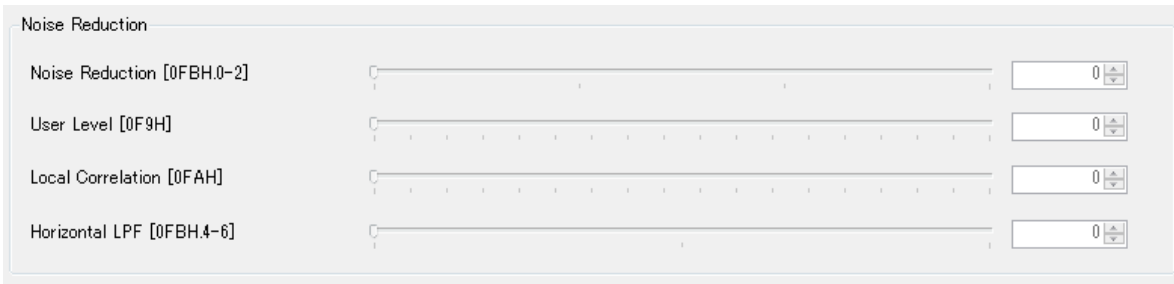 Noise Reduction
Noise Reduction [0FBH.0-2] 0
User Level [0F9H] 0
Local Correlation [0FAH] 0
Horizontal LPF [0FBH.4-6] 0